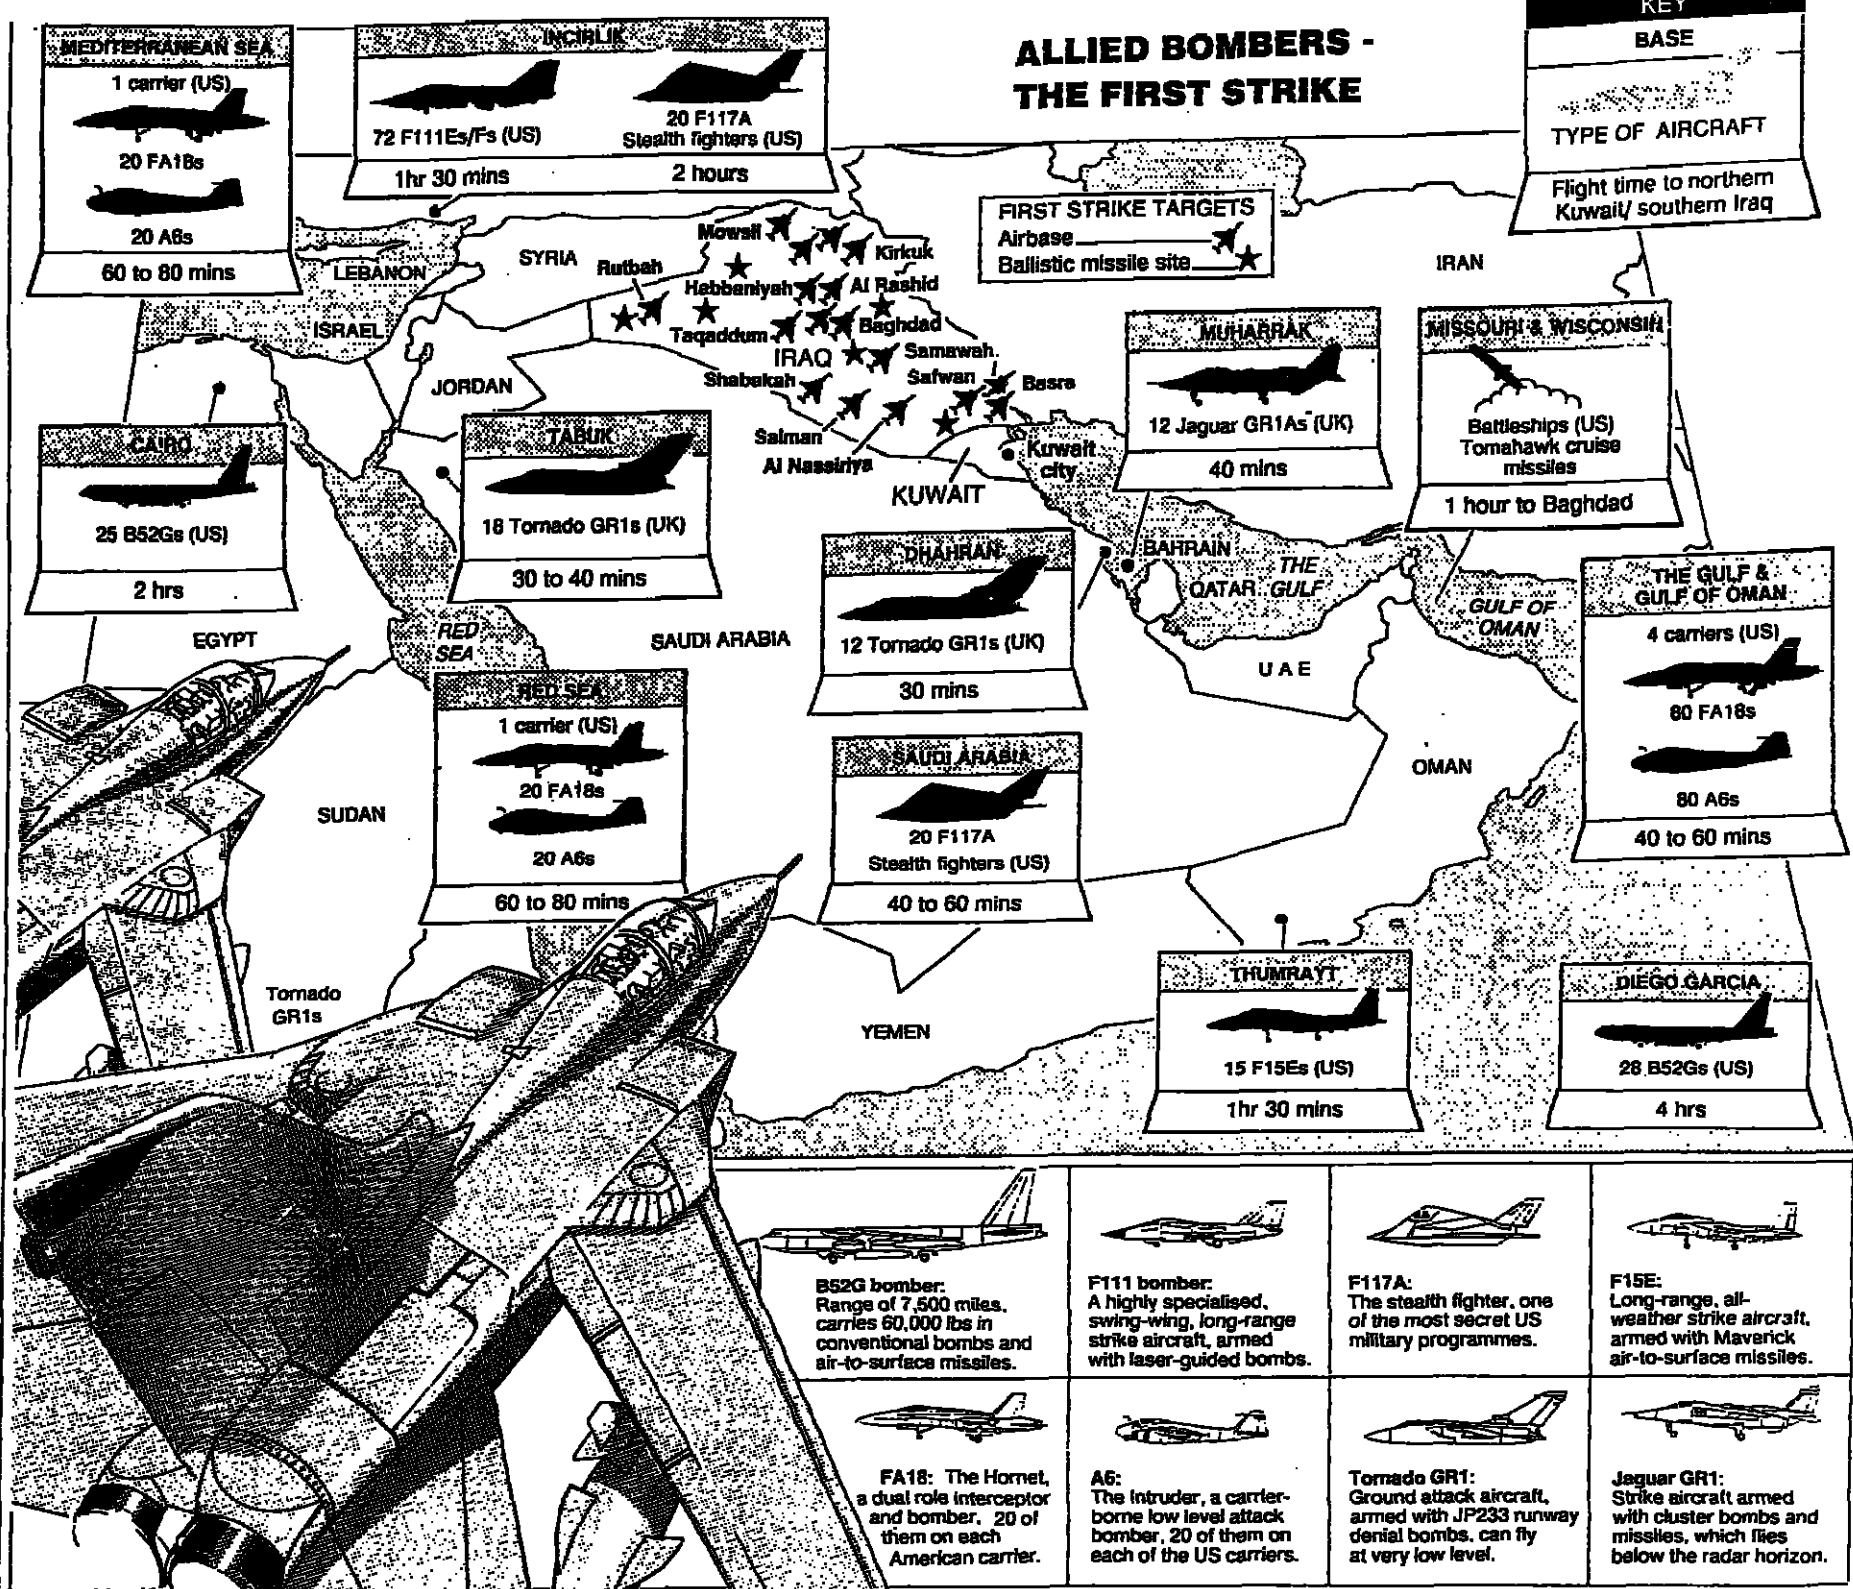 ALLIED BOMBERS -
THE FIRST STRIKE
KEY
BASE
TYPE OF AIRCRAFT
Flight time to northern
Kuwait/ southern Iraq
MEDITERRANEAN SEA
1 carrier (US)
20 FA18s
20 A6s
60 to 80 mins
INCIRLIK
72 F111Es/Fs (US)
20 F117A
Stealth fighters (US)
1hr 30 mins
2 hours
FIRST STRIKE TARGETS
Airbase
Ballistic missile site
LEBANON
SYRIA
ISRAEL
JORDAN
IRAN
Rutbah
Mowsil
Kirkuk
Habbaniyah
Al Rashid
Taqaddum
Baghdad
IRAQ
Samawah
Shabakah
Safwan
Basra
Salman
Al Nassiriya
KUWAIT
Kuwait
city
MUHARRAK
12 Jaguar GR1As (UK)
40 mins
MISSOURI & WISCONSIN
Battleships (US)
Tomahawk cruise
missiles
1 hour to Baghdad
CAIRO
25 B52Gs (US)
2 hrs
TABUK
18 Tornado GR1s (UK)
30 to 40 mins
DHAHRAN
12 Tornado GR1s (UK)
30 mins
BAHRAIN
QATAR
THE
GULF
GULF OF
OMAN
THE GULF &
GULF OF OMAN
4 carriers (US)
80 FA18s
80 A6s
40 to 60 mins
EGYPT
RED
SEA
SAUDI ARABIA
UAE
OMAN
SUDAN
RED SEA
1 carrier (US)
20 FA18s
20 A6s
60 to 80 mins
SAUDI ARABIA
20 F117A
Stealth fighters (US)
40 to 60 mins
THUMRAYT
15 F15Es (US)
1hr 30 mins
DIEGO GARCIA
28 B52Gs (US)
4 hrs
Tornado
GR1s
YEMEN
B52G bomber:
Range of 7,500 miles,
carries 60,000 lbs in
conventional bombs and
air-to-surface missiles.
F111 bomber:
A highly specialised,
swing-wing, long-range
strike aircraft, armed
with laser-guided bombs.
F117A:
The stealth fighter, one
of the most secret US
military programmes.
F15E:
Long-range, all-
weather strike aircraft,
armed with Maverick
air-to-surface missiles.
FA18: The Hornet,
a dual role interceptor
and bomber. 20 of
them on each
American carrier.
A6:
The Intruder, a carrier-
borne low level attack
bomber, 20 of them on
each of the US carriers.
Tornado GR1:
Ground attack aircraft,
armed with JP233 runway
denial bombs, can fly
at very low level.
Jaguar GR1:
Strike aircraft armed
with cluster bombs and
missiles, which flies
below the radar horizon.